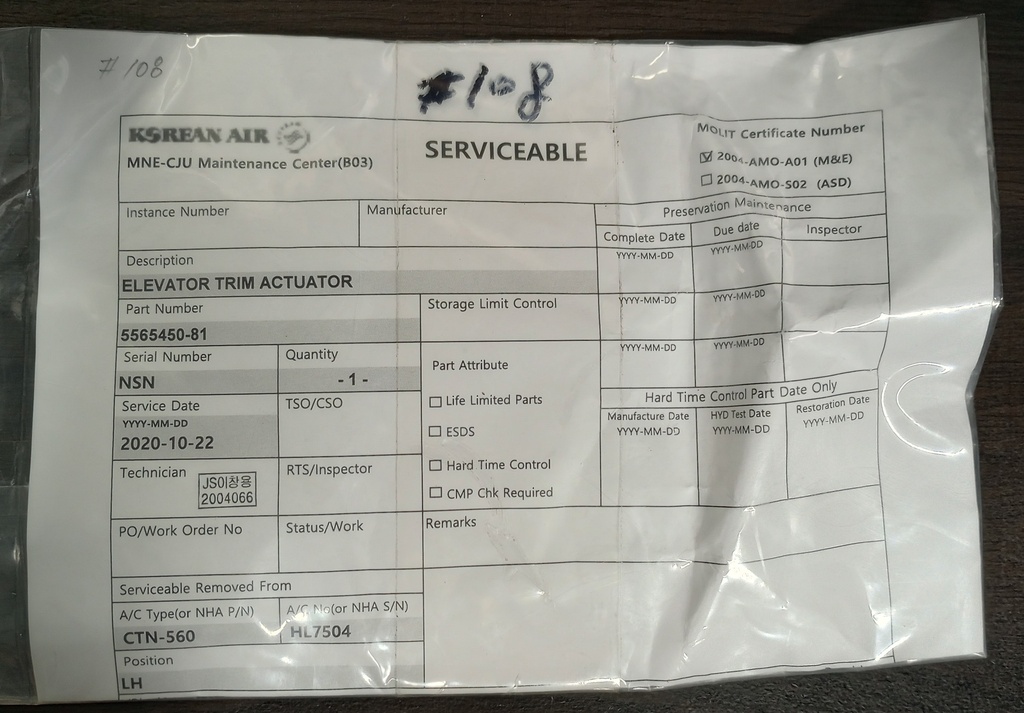 #108
#108
KOREAN AIR
MNE-CJU Maintenance Center(B03)
SERVICEABLE
MOLIT Certificate Number
☑ 2004-AMO-A01 (M&E)
☐ 2004-AMO-S02 (ASD)
Instance Number
Manufacturer
Preservation Maintenance
Complete Date Due date Inspector
YYYY-MM-DD YYYY-MM-DD
Description
ELEVATOR TRIM ACTUATOR
Part Number
5565450-81
Storage Limit Control
YYYY-MM-DD YYYY-MM-DD
Serial Number
NSN
Quantity
-1-
Part Attribute
☐ Life Limited Parts
☐ ESDS
☐ Hard Time Control
☐ CMP Chk Required
YYYY-MM-DD YYYY-MM-DD
Hard Time Control Part Date Only
Manufacture Date HYD Test Date Restoration Date
YYYY-MM-DD YYYY-MM-DD YYYY-MM-DD
Service Date
YYYY-MM-DD
2020-10-22
TSO/CSO
Technician
JS이창용
2004066
RTS/Inspector
PO/Work Order No
Status/Work
Remarks
Serviceable Removed From
A/C Type(or NHA P/N)
CTN-560
A/C No(or NHA S/N)
HL7504
Position
LH